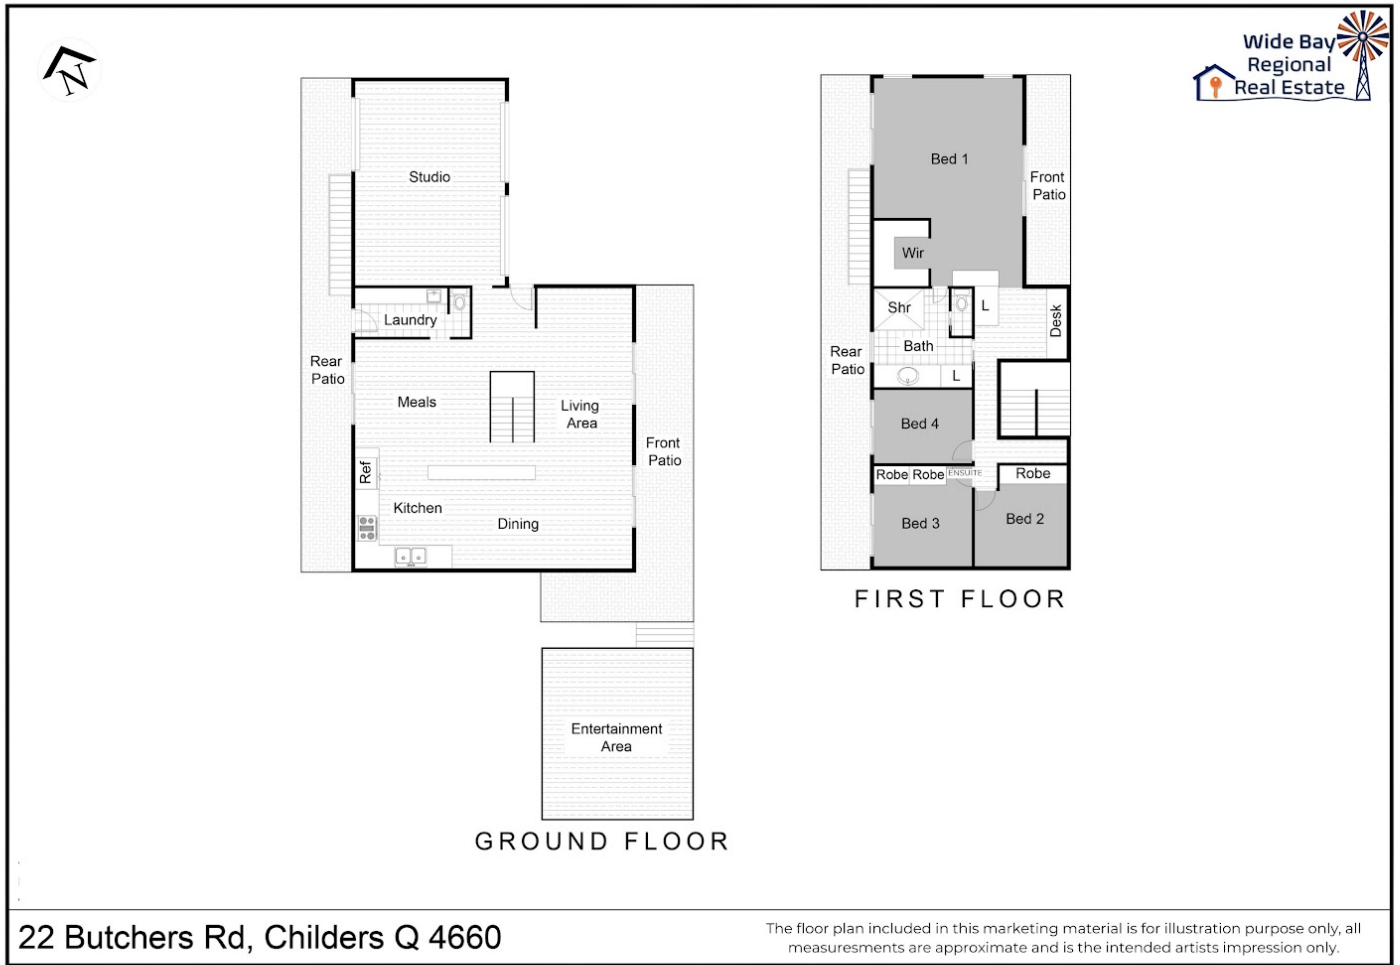 N
Wide Bay
Regional
Real Estate
Studio
Laundry
Rear
Patio
Meals
Living
Area
Front
Patio
Ref
Kitchen
Dining
Entertainment
Area
GROUND FLOOR
Bed 1
Front
Patio
Wir
Shr
L
Desk
Bath
Rear
Patio
L
Bed 4
Robe
Robe
ENSUITE
Robe
Bed 3
Bed 2
FIRST FLOOR
22 Butchers Rd, Childers Q 4660
The floor plan included in this marketing material is for illustration purpose only, all
measuresments are approximate and is the intended artists impression only.